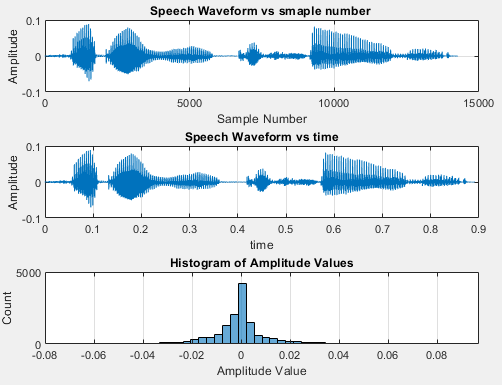 Speech Waveform vs smaple number
0.1
0
-0.1
Amplitude
0 5000 10000 15000
Sample Number
Speech Waveform vs time
0.1
0
-0.1
Amplitude
0 0.1 0.2 0.3 0.4 0.5 0.6 0.7 0.8 0.9
time
Histogram of Amplitude Values
5000
0
Count
-0.08 -0.06 -0.04 -0.02 0 0.02 0.04 0.06 0.08
Amplitude Value